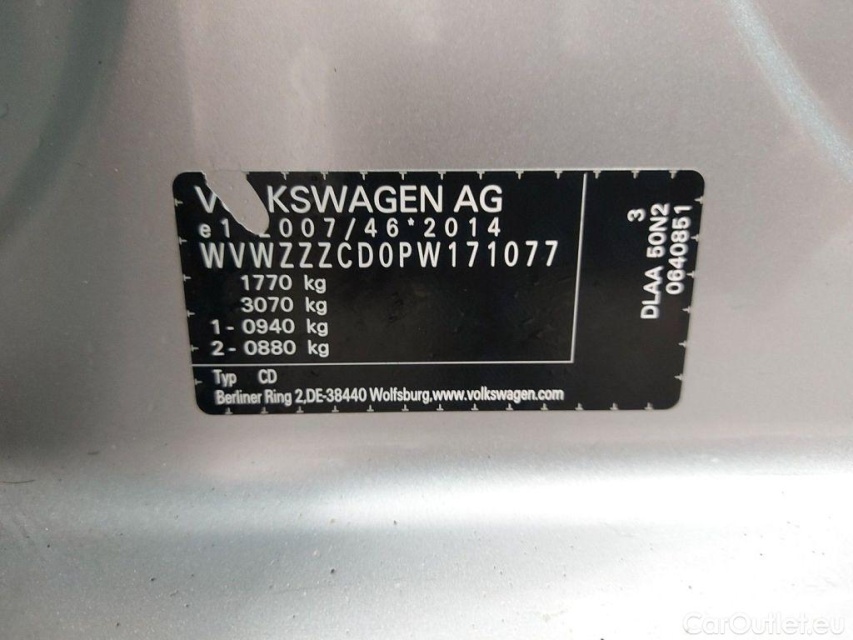 V KSWAGEN AG
e1 2007/46*2014
WVWZZZCD0PW171077
1770 kg
3070 kg
1- 0940 kg
2- 0880 kg
Typ CD
Berliner Ring 2,DE-38440 Wolfsburg,www.volkswagen.com
3
DLAA 50N2
0640851
CarOutlet.eu